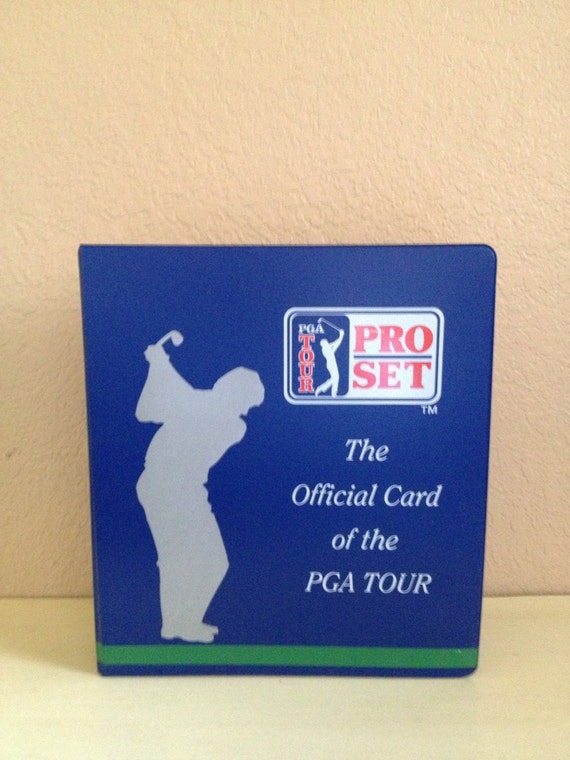 PGA
TOUR
PRO
SET
TM
The
Official Card
of the
PGA TOUR